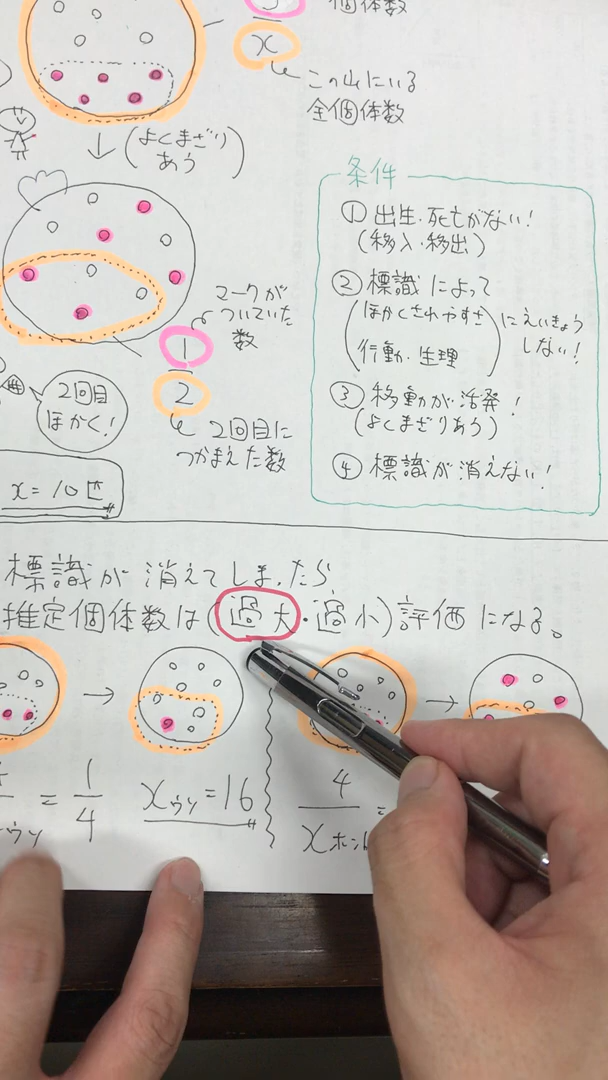 個体数
x
この山にいる
全個体数
(よくまざり
あう)
マークが
ついていた
数
1
2
2回目に
つかまえた数
2回目
ほかく!
x=10匹
条件
① 出生・死亡がない!
(移入・移出)
② 標識によって
(ほかくされやすさ
行動・生理)
にえいきょう
しない!
③ 移動が活発!
(よくまざりあう)
④ 標識が消えない!
標識が消えてしまったら
推定個体数は(過大・過小)評価になる。
→
→
ウソ
=
1
4
xウソ=16
4
xホント
=